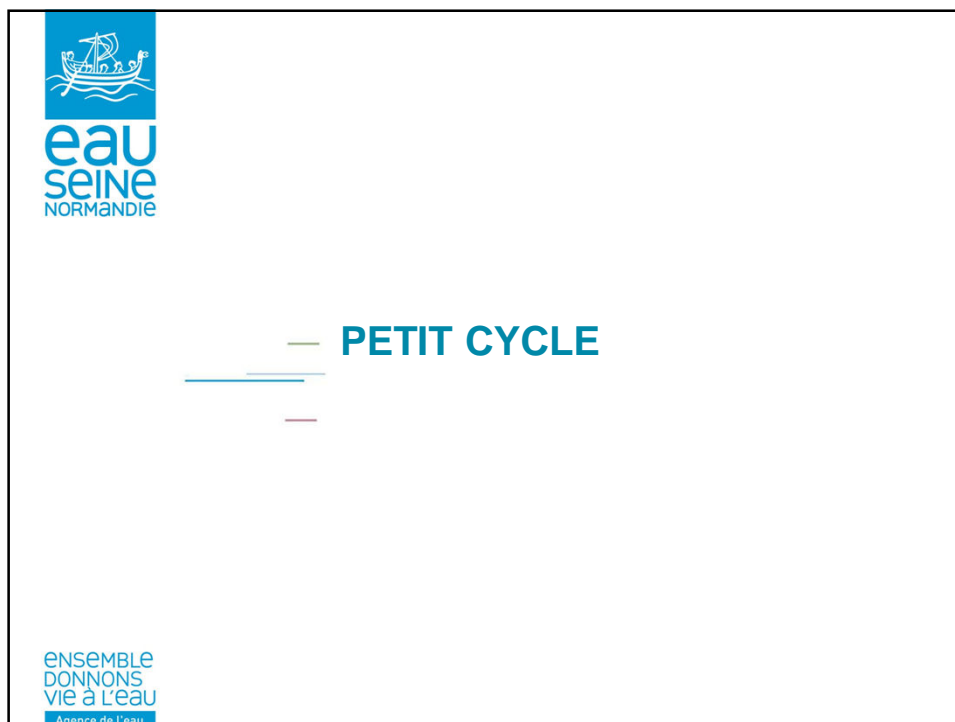 eau
seine
normandie
PETIT CYCLE
ensemble
donnons
vie à l'eau
Agence de l'eau